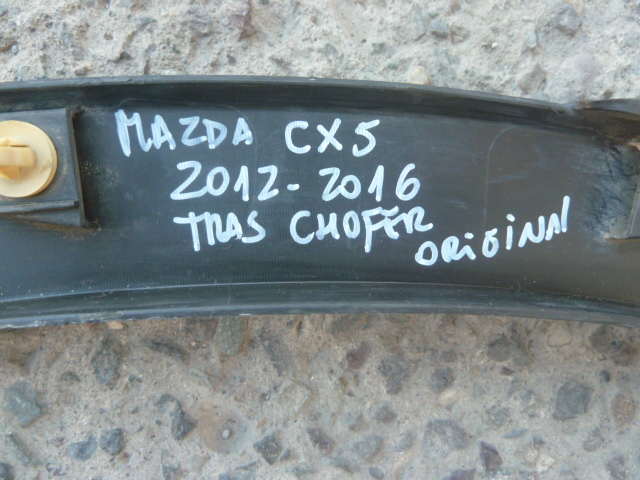 MAZDA CX5
2012-2016
TRAS CHOFER
ORIGINAL